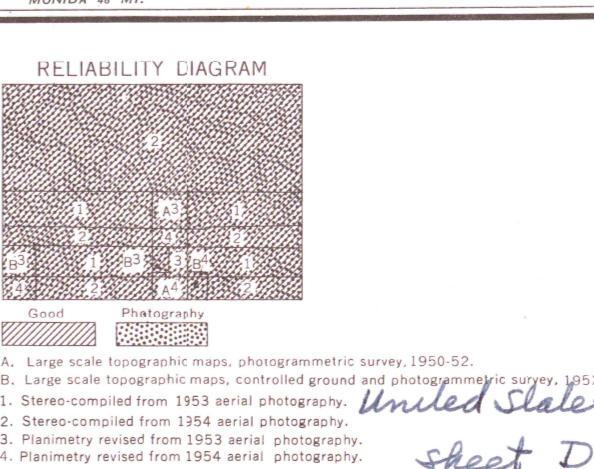 MONIDA 48 MI.
RELIABILITY DIAGRAM
2
1 A3 1
2 4 2
B3 1 B3 3 B4 1
4 2 A4 2
Good Photography
A. Large scale topographic maps, photogrammetric survey, 1950-52.
B. Large scale topographic maps, controlled ground and photogrammetric survey,
1. Stereo-compiled from 1953 aerial photography.
United State
2. Stereo-compiled from 1954 aerial photography.
3. Planimetry revised from 1953 aerial photography.
4. Planimetry revised from 1954 aerial photography.
sheet D